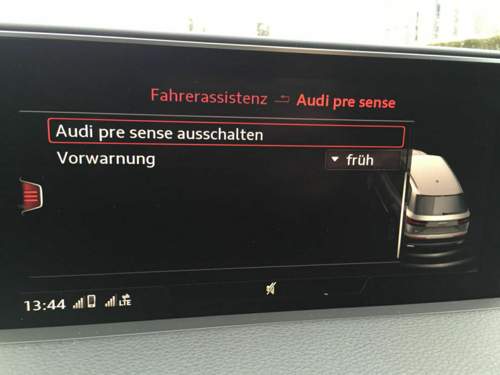 Fahrerassistenz Audi pre sense
Audi pre sense ausschalten
Vorwarnung früh
13:44 LTE